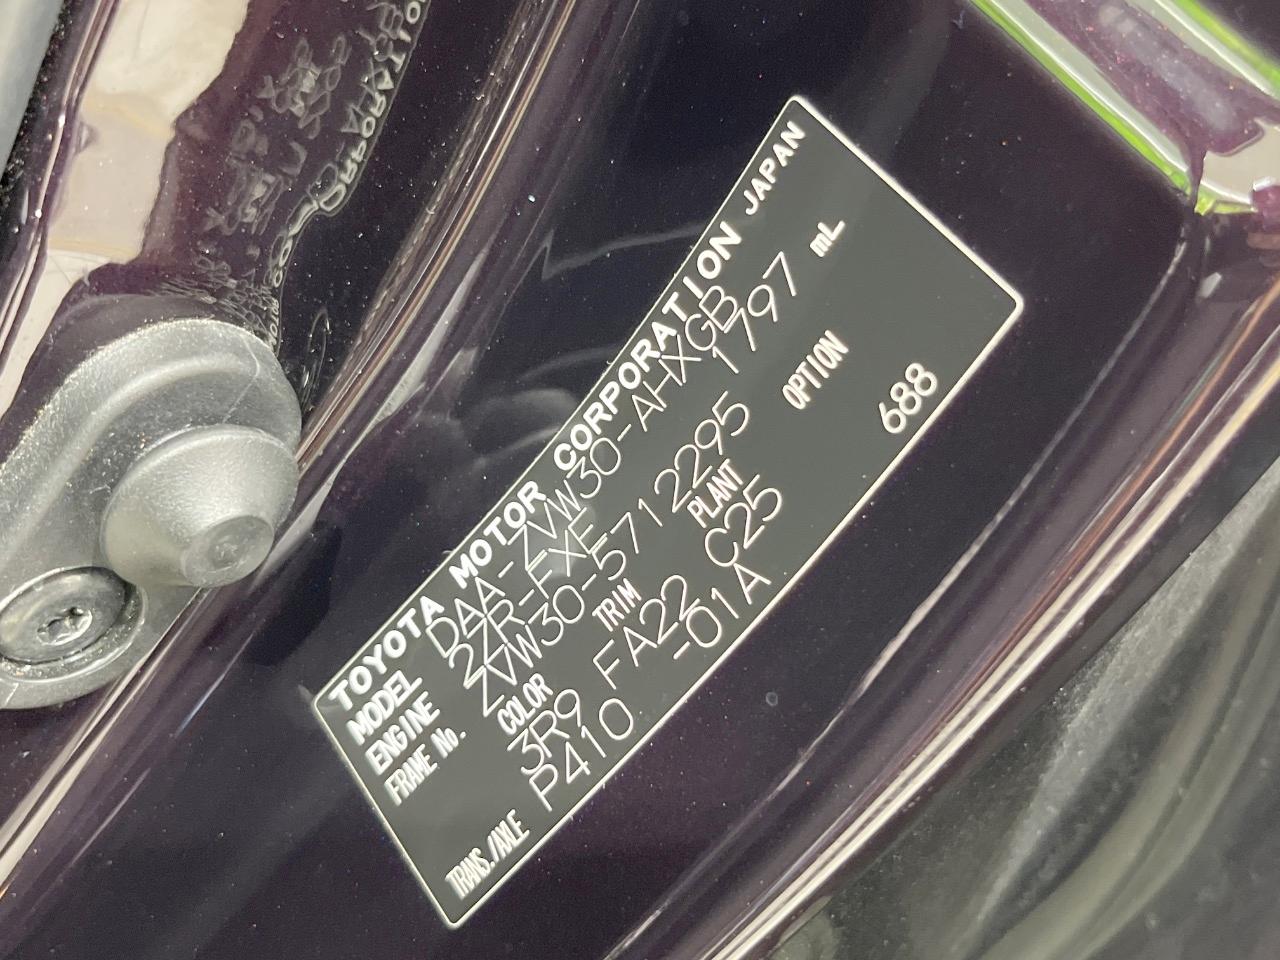 TOYOTA MOTOR CORPORATION JAPAN
MODEL DAA-ZVW30-AHXGB
ENGINE 2ZR-FXE 1797 mL
FRAME No. ZVW30-5712295
COLOR TRIM PLANT OPTION
3R9 FA22 C25 688
TRANS./AXLE P410 -01A